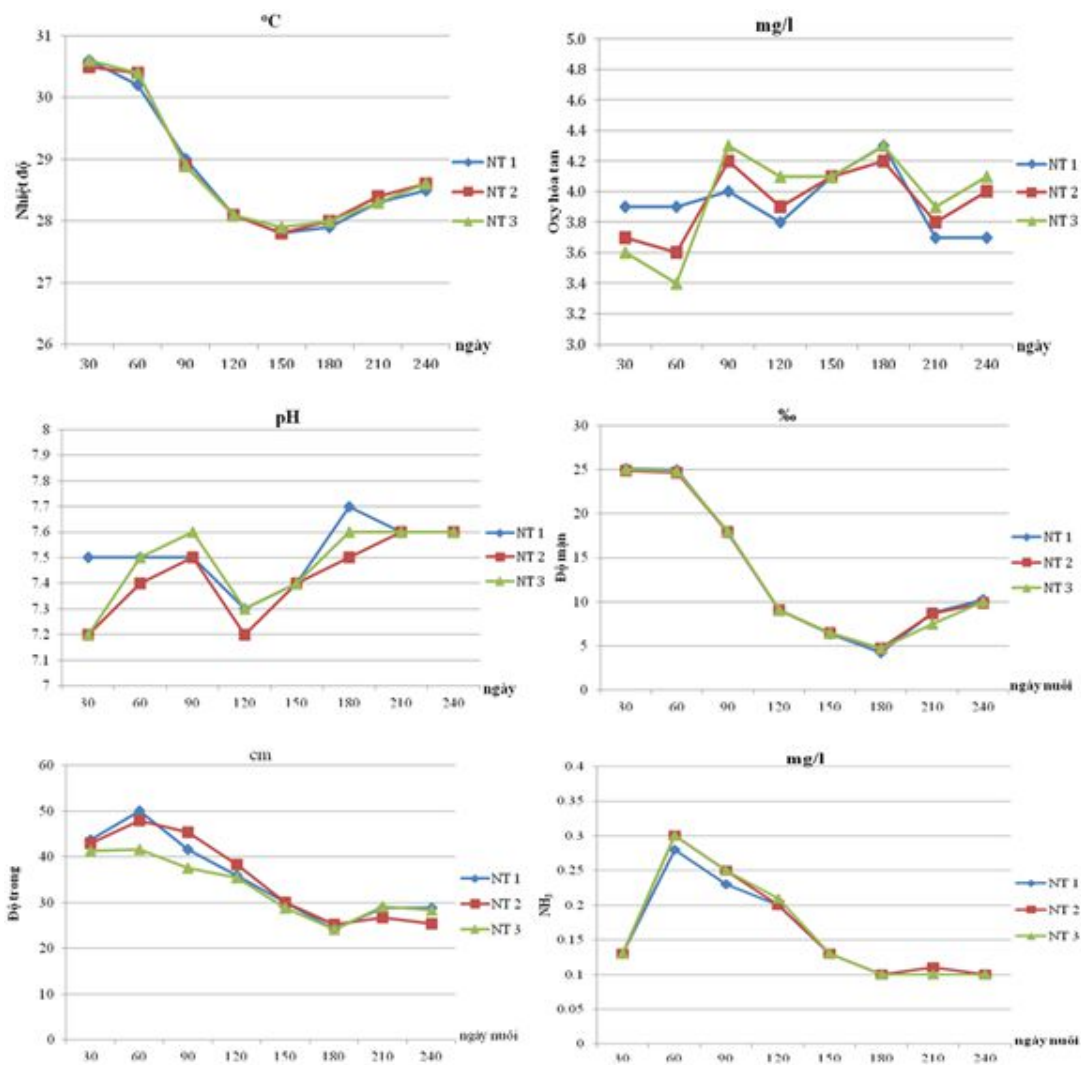 °C
31
30
29
28
27
26
Nhiệt độ
30 60 90 120 150 180 210 240
ngày
NT 1
NT 2
NT 3
mg/l
5.0
4.8
4.6
4.4
4.2
4.0
3.8
3.6
3.4
3.2
3.0
Oxy hòa tan
30 60 90 120 150 180 210 240
ngày
NT 1
NT 2
NT 3
pH
8
7.9
7.8
7.7
7.6
7.5
7.4
7.3
7.2
7.1
7
30 60 90 120 150 180 210 240
ngày
NT 1
NT 2
NT 3
‰
30
25
20
15
10
5
0
Độ mặn
30 60 90 120 150 180 210 240
ngày nuôi
NT 1
NT 2
NT 3
cm
60
50
40
30
20
10
0
Độ trong
30 60 90 120 150 180 210 240
ngày nuôi
NT 1
NT 2
NT 3
mg/l
0.4
0.35
0.3
0.25
0.2
0.15
0.1
0.05
0
NH₃
30 60 90 120 150 180 210 240
ngày nuôi
NT 1
NT 2
NT 3